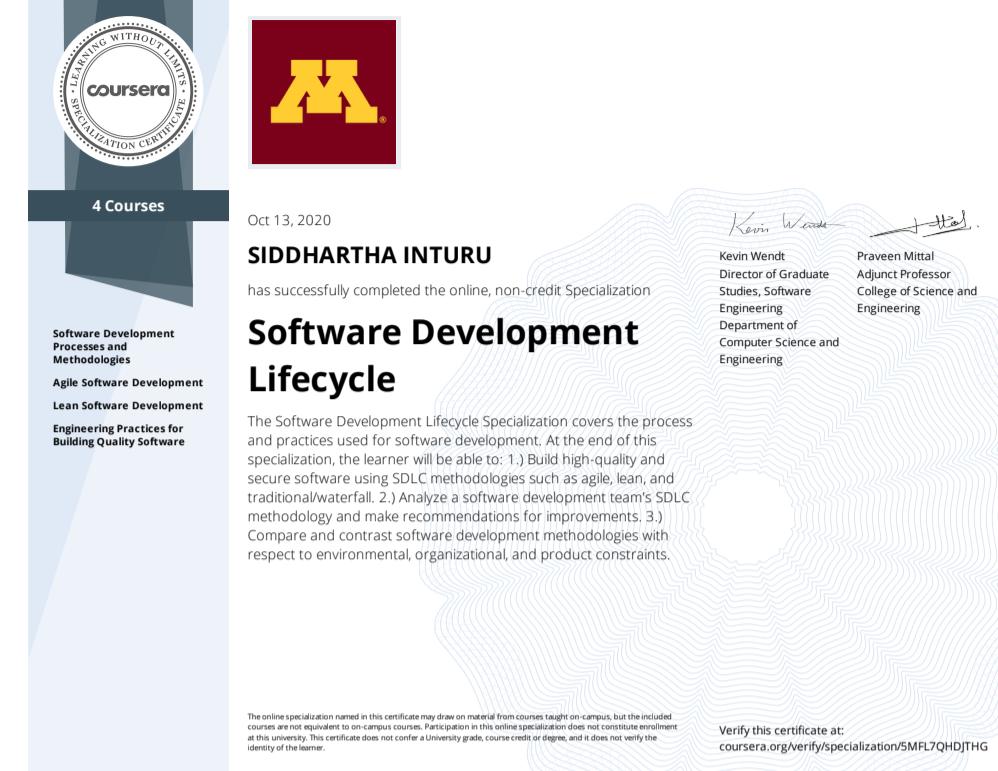 LEARNING WITHOUT LIMITS
coursera
SPECIALIZATION CERTIFICATE
M®
4 Courses
Software Development
Processes and
Methodologies
Agile Software Development
Lean Software Development
Engineering Practices for
Building Quality Software
Oct 13, 2020
SIDDHARTHA INTURU
has successfully completed the online, non-credit Specialization
Software Development
Lifecycle
The Software Development Lifecycle Specialization covers the process
and practices used for software development. At the end of this
specialization, the learner will be able to: 1.) Build high-quality and
secure software using SDLC methodologies such as agile, lean, and
traditional/waterfall. 2.) Analyze a software development team's SDLC
methodology and make recommendations for improvements. 3.)
Compare and contrast software development methodologies with
respect to environmental, organizational, and product constraints.
Kevin Wendt
Kevin Wendt
Director of Graduate
Studies, Software
Engineering
Department of
Computer Science and
Engineering
Praveen Mittal
Adjunct Professor
College of Science and
Engineering
The online specialization named in this certificate may draw on material from courses taught on-campus, but the included
courses are not equivalent to on-campus courses. Participation in this online specialization does not constitute enrollment
at this university. This certificate does not confer a University grade, course credit or degree, and it does not verify the
identity of the learner.
Verify this certificate at:
coursera.org/verify/specialization/5MFL7QHDJTHG